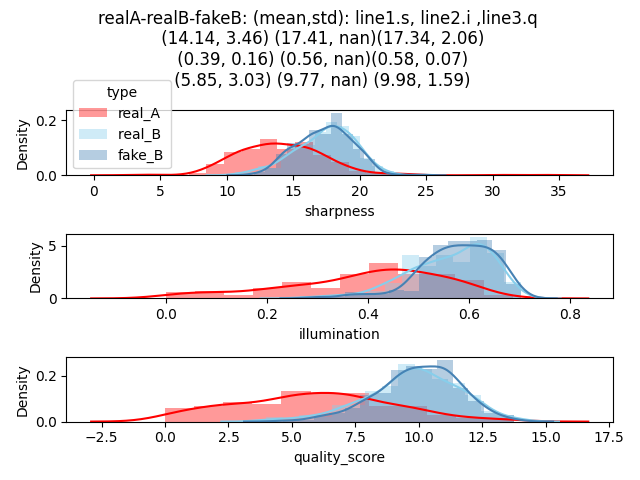 realA-realB-fakeB: (mean,std): line1.s, line2.i ,line3.q
(14.14, 3.46) (17.41, nan)(17.34, 2.06)
(0.39, 0.16) (0.56, nan)(0.58, 0.07)
(5.85, 3.03) (9.77, nan) (9.98, 1.59)
type
real_A
real_B
fake_B
Density
0.2
0.0
0 5 10 15 20 25 30 35
sharpness
Density
5
0
0.0 0.2 0.4 0.6 0.8
illumination
Density
0.2
0.0
−2.5 0.0 2.5 5.0 7.5 10.0 12.5 15.0 17.5
quality_score